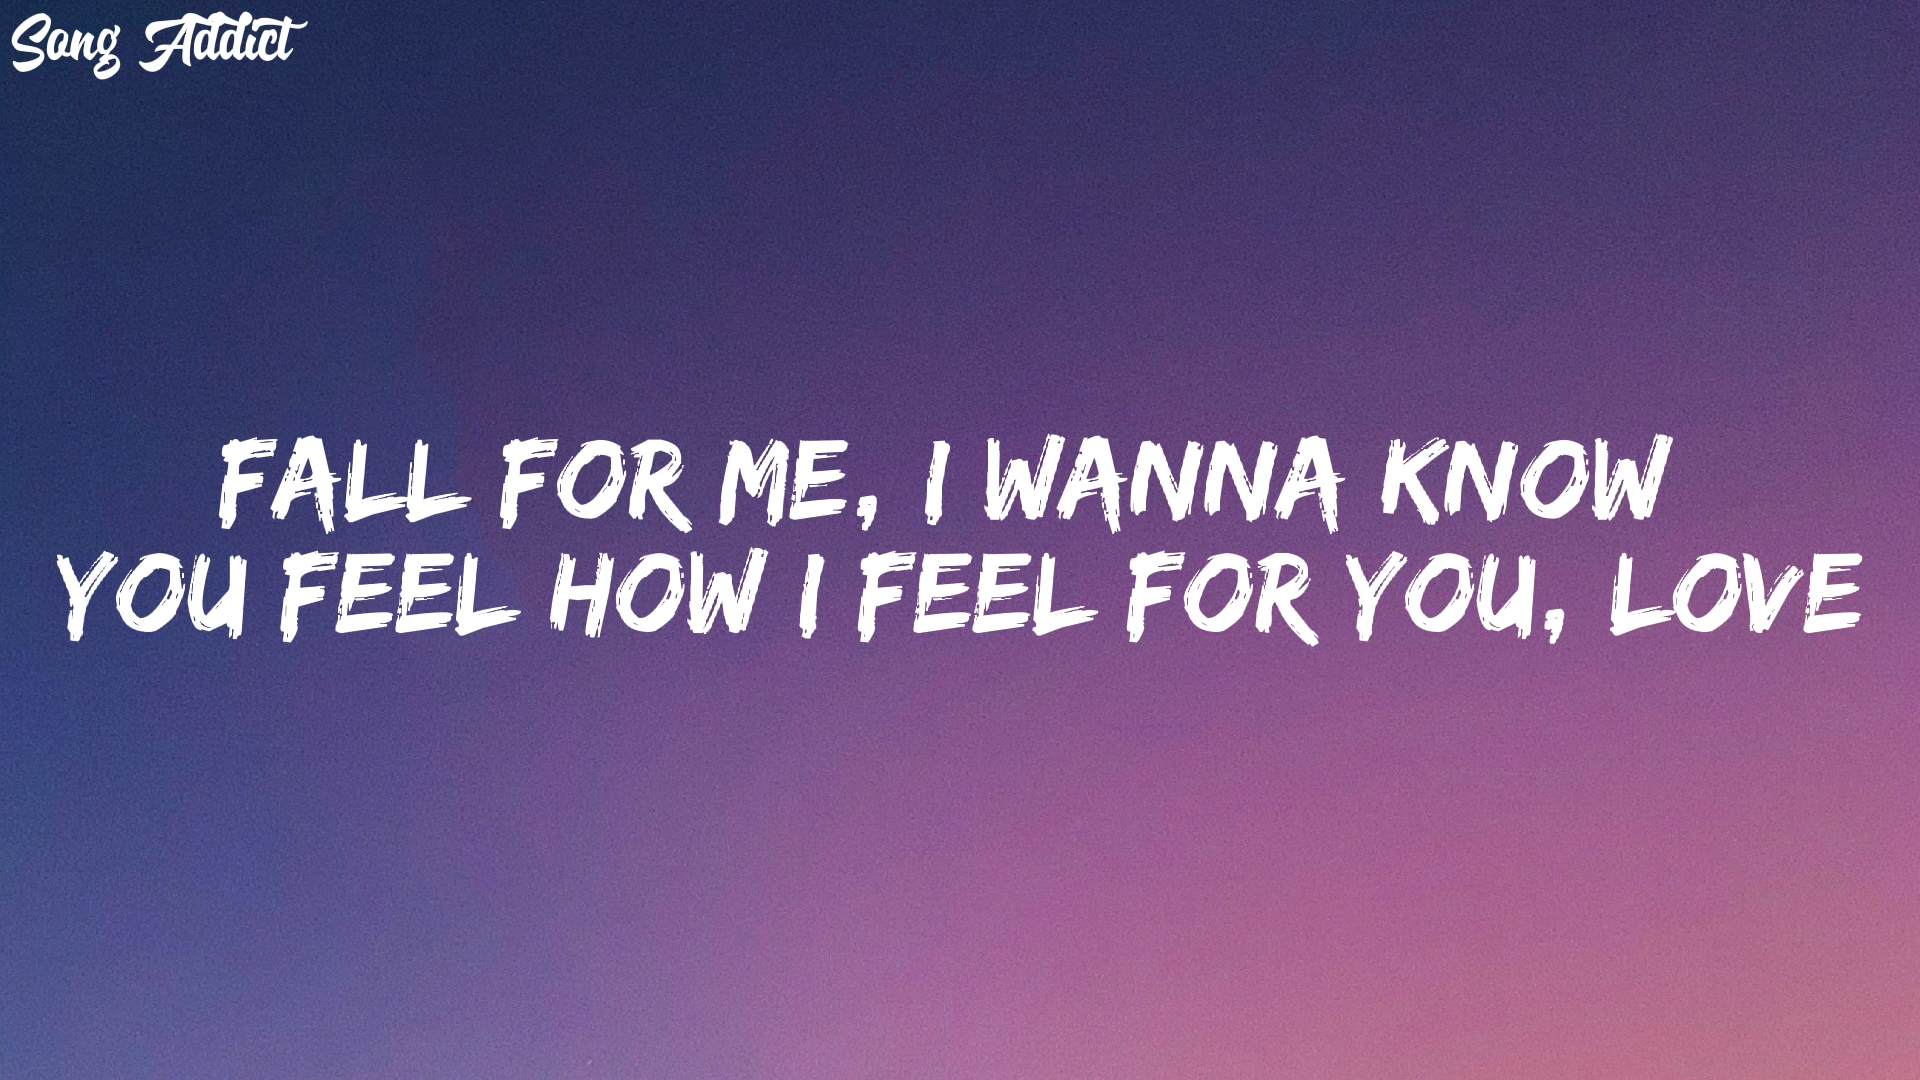 Song Addict
FALL FOR ME, I WANNA KNOW
YOU FEEL HOW I FEEL FOR YOU, LOVE